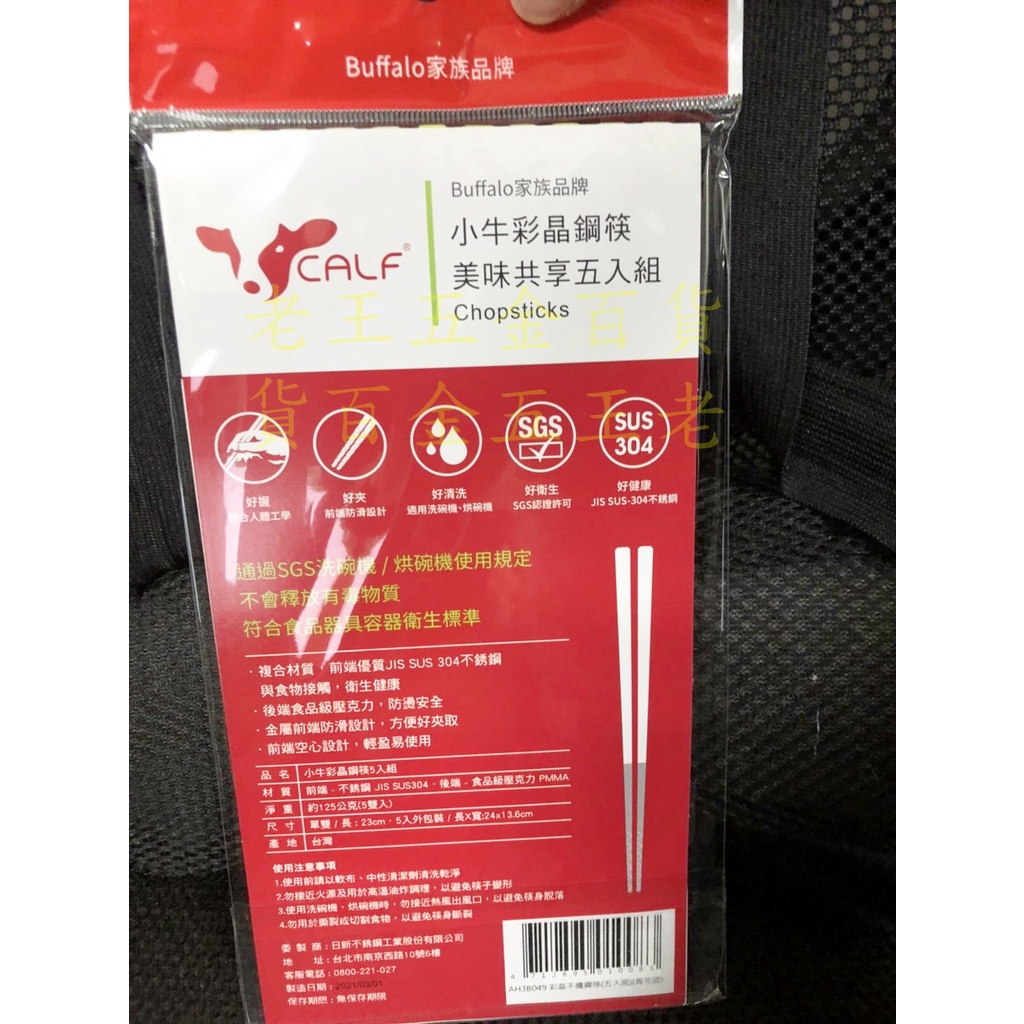 Buffalo家族品牌
CALF®
Buffalo家族品牌
小牛彩晶鋼筷
美味共享五入組
Chopsticks
老王五金百貨
貨百金五王老
SGS
SUS
304
好握
符合人體工學
好夾
前端防滑設計
好清洗
適用洗碗機、烘碗機
好衛生
SGS認證許可
好健康
JIS SUS-304不銹鋼
通過SGS洗碗機 / 烘碗機使用規定
不會釋放有毒物質
符合食品器具容器衛生標準
· 複合材質，前端優質JIS SUS 304不銹鋼
與食物接觸，衛生健康
· 後端食品級壓克力，防燙安全
· 金屬前端防滑設計，方便好夾取
· 前端空心設計，輕盈易使用
品 名 小牛彩晶鋼筷5入組
材 質 前端 - 不銹鋼 JIS SUS304，後端 - 食品級壓克力 PMMA
淨 重 約125公克(5雙入)
尺 寸 單雙 / 長 : 23cm，5入外包裝 / 長X寬:24x13.6cm
產 地 台灣
使用注意事項
1.使用前請以軟布、中性清潔劑清洗乾淨
2.勿接近火源及用於高溫油炸調理，以避免筷子變形
3.使用洗碗機、烘碗機時，勿接近熱風出風口，以避免筷身脫落
4.勿用於撕裂或切割食物，以避免筷身斷裂
委 製 商 : 日新不銹鋼工業股份有限公司
地 址 : 台北市南京西路10號6樓
客服電話 : 0800-221-027
製造日期 : 2021/03/01
保存期限 : 無保存期限
4 712895 010088
AH3B049 彩晶不鏽鋼筷(五入組)(青花瓷)